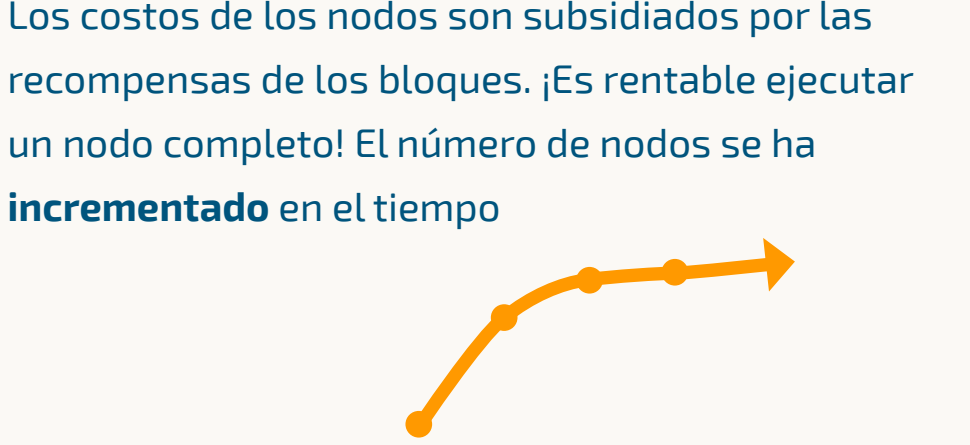 Los costos de los nodos son subsidiados por las
recompensas de los bloques. ¡Es rentable ejecutar
un nodo completo! El número de nodos se ha
incrementado en el tiempo